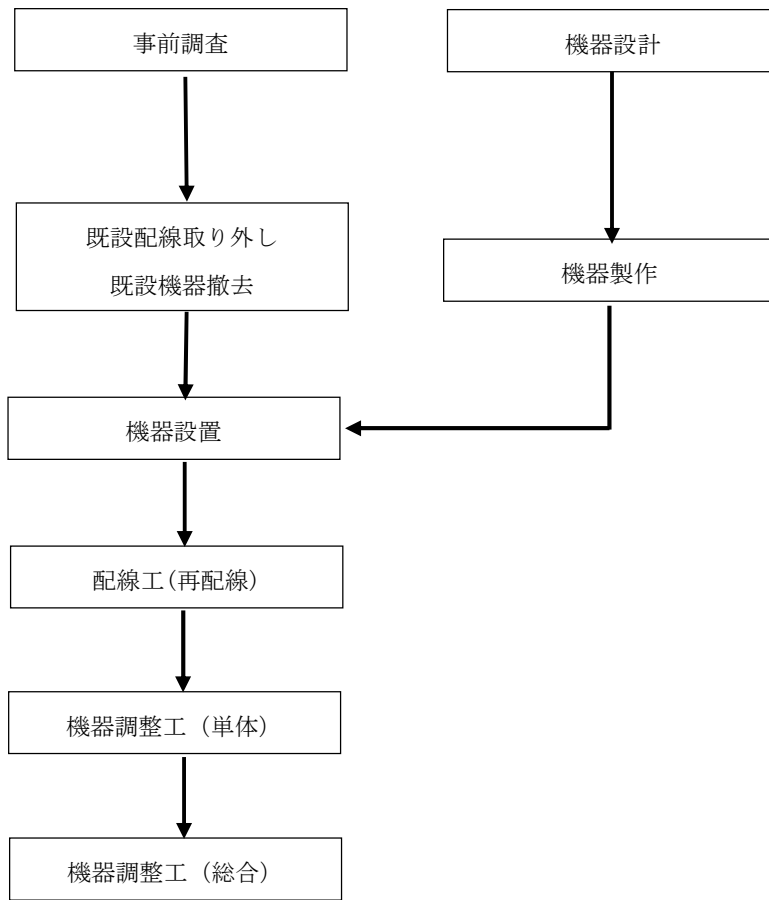 事前調査
機器設計
既設配線取り外し
既設機器撤去
機器製作
機器設置
配線工(再配線)
機器調整工（単体）
機器調整工（総合）